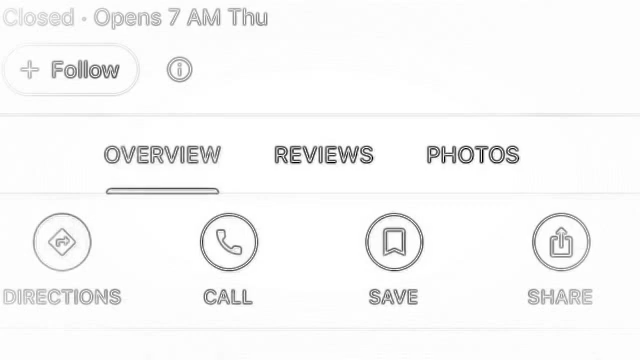 Closed · Opens 7 AM Thu
+ Follow
OVERVIEW REVIEWS PHOTOS
DIRECTIONS CALL SAVE SHARE